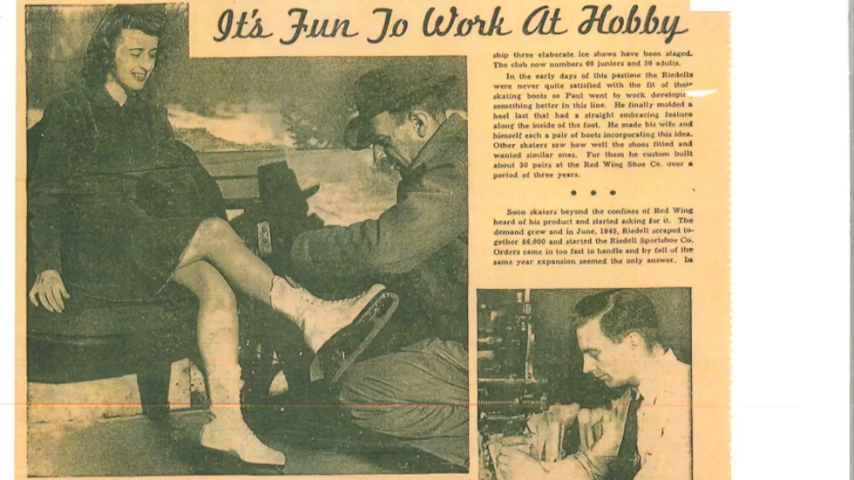 It's Fun To Work At Hobby
ship three elaborate ice shows have been staged.
The club now numbers 60 juniors and 30 adults.
In the early days of this pastime the Riedells
were never quite satisfied with the fit of their
skating boots so Paul went to work developing
something better in this line. He finally molded a
heel last that had a straight embracing feature
along the inside of the foot. He made his wife and
himself each a pair of boots incorporating this idea.
Other skaters saw how well the shoes fitted and
wanted similar ones. For them he custom built
about 30 pairs at the Red Wing Shoe Co. over a
period of three years.
• • •
Soon skaters beyond the confines of Red Wing
heard of his product and started asking for it. The
demand grew and in June, 1945, Riedell scraped to-
gether $6,000 and started the Riedell Sportshoe Co.
Orders came in too fast to handle and by fall of the
same year expansion seemed the only answer. In